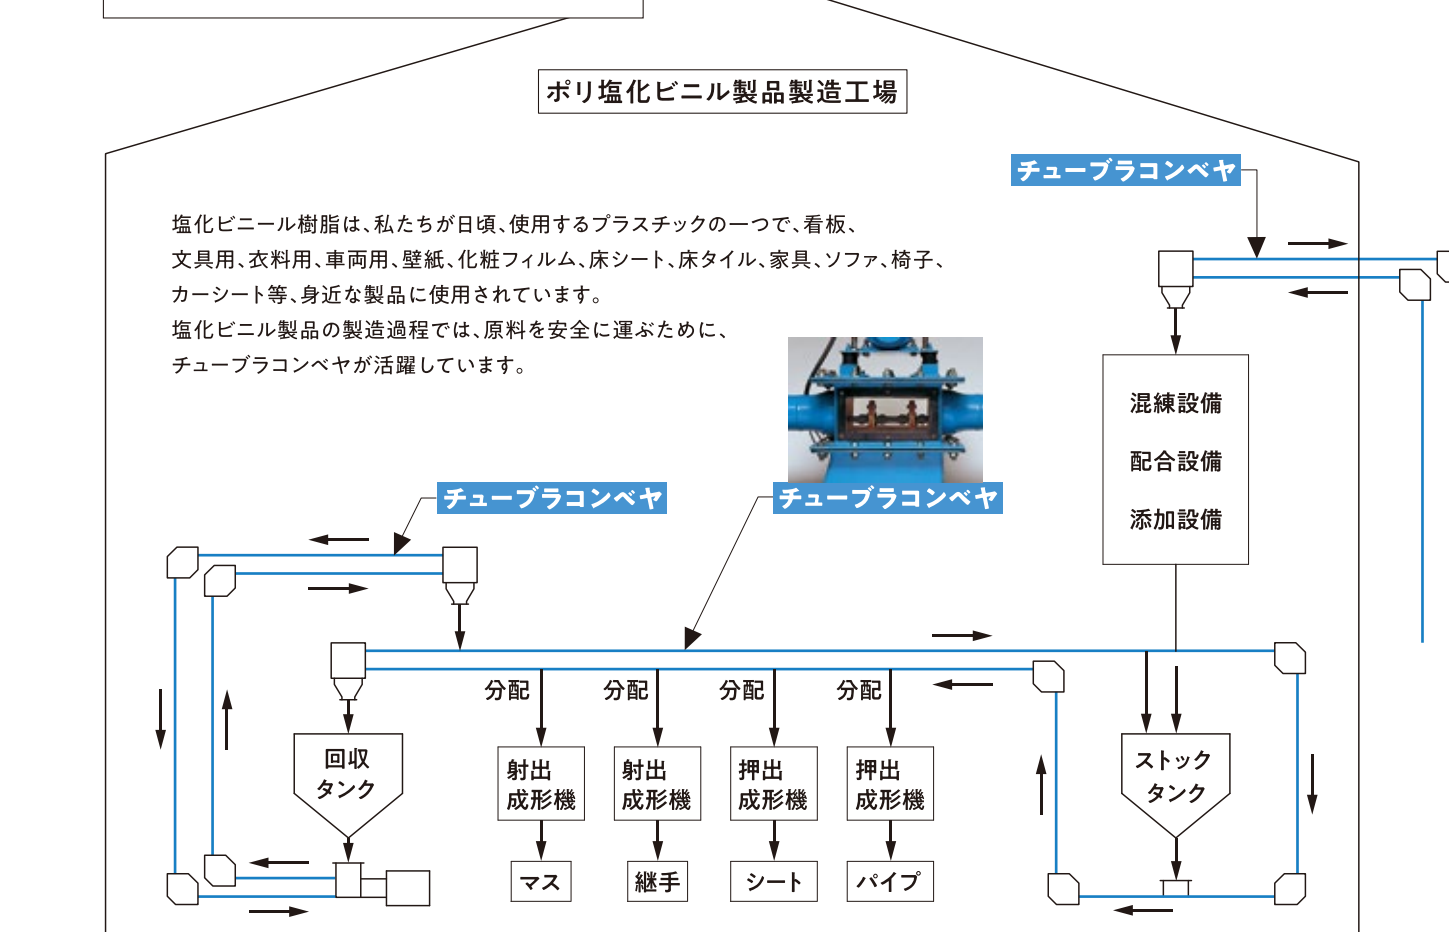 ポリ塩化ビニル製品製造工場
チューブラコンベヤ
塩化ビニール樹脂は、私たちが日頃、使用するプラスチックの一つで、看板、
文具用、衣料用、車両用、壁紙、化粧フィルム、床シート、床タイル、家具、ソファ、椅子、
カーシート等、身近な製品に使用されています。
塩化ビニル製品の製造過程では、原料を安全に運ぶために、
チューブラコンベヤが活躍しています。
混練設備
配合設備
添加設備
チューブラコンベヤ
チューブラコンベヤ
分配
分配
分配
分配
回収
タンク
射出
成形機
射出
成形機
押出
成形機
押出
成形機
ストック
タンク
マス
継手
シート
パイプ